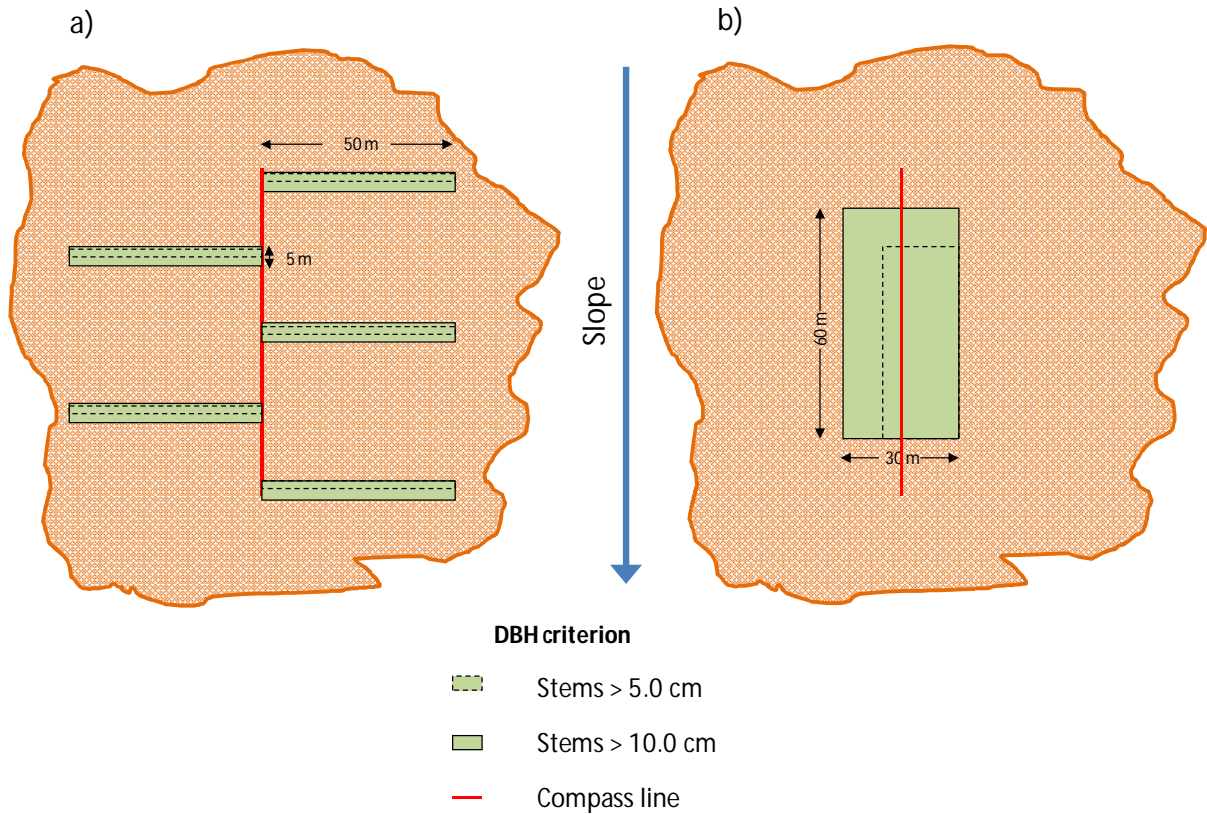 a)
b)
50 m
5 m
Slope
60 m
30 m
DBH criterion
Stems > 5.0 cm
Stems > 10.0 cm
Compass line